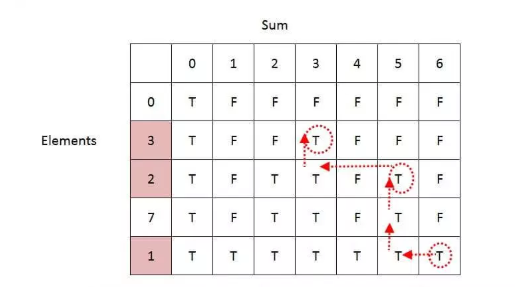 Sum
0 1 2 3 4 5 6
0 T F F F F F F
Elements
3 T F F T F F F
2 T F T T F T F
7 T F T T F T F
1 T T T T T T T